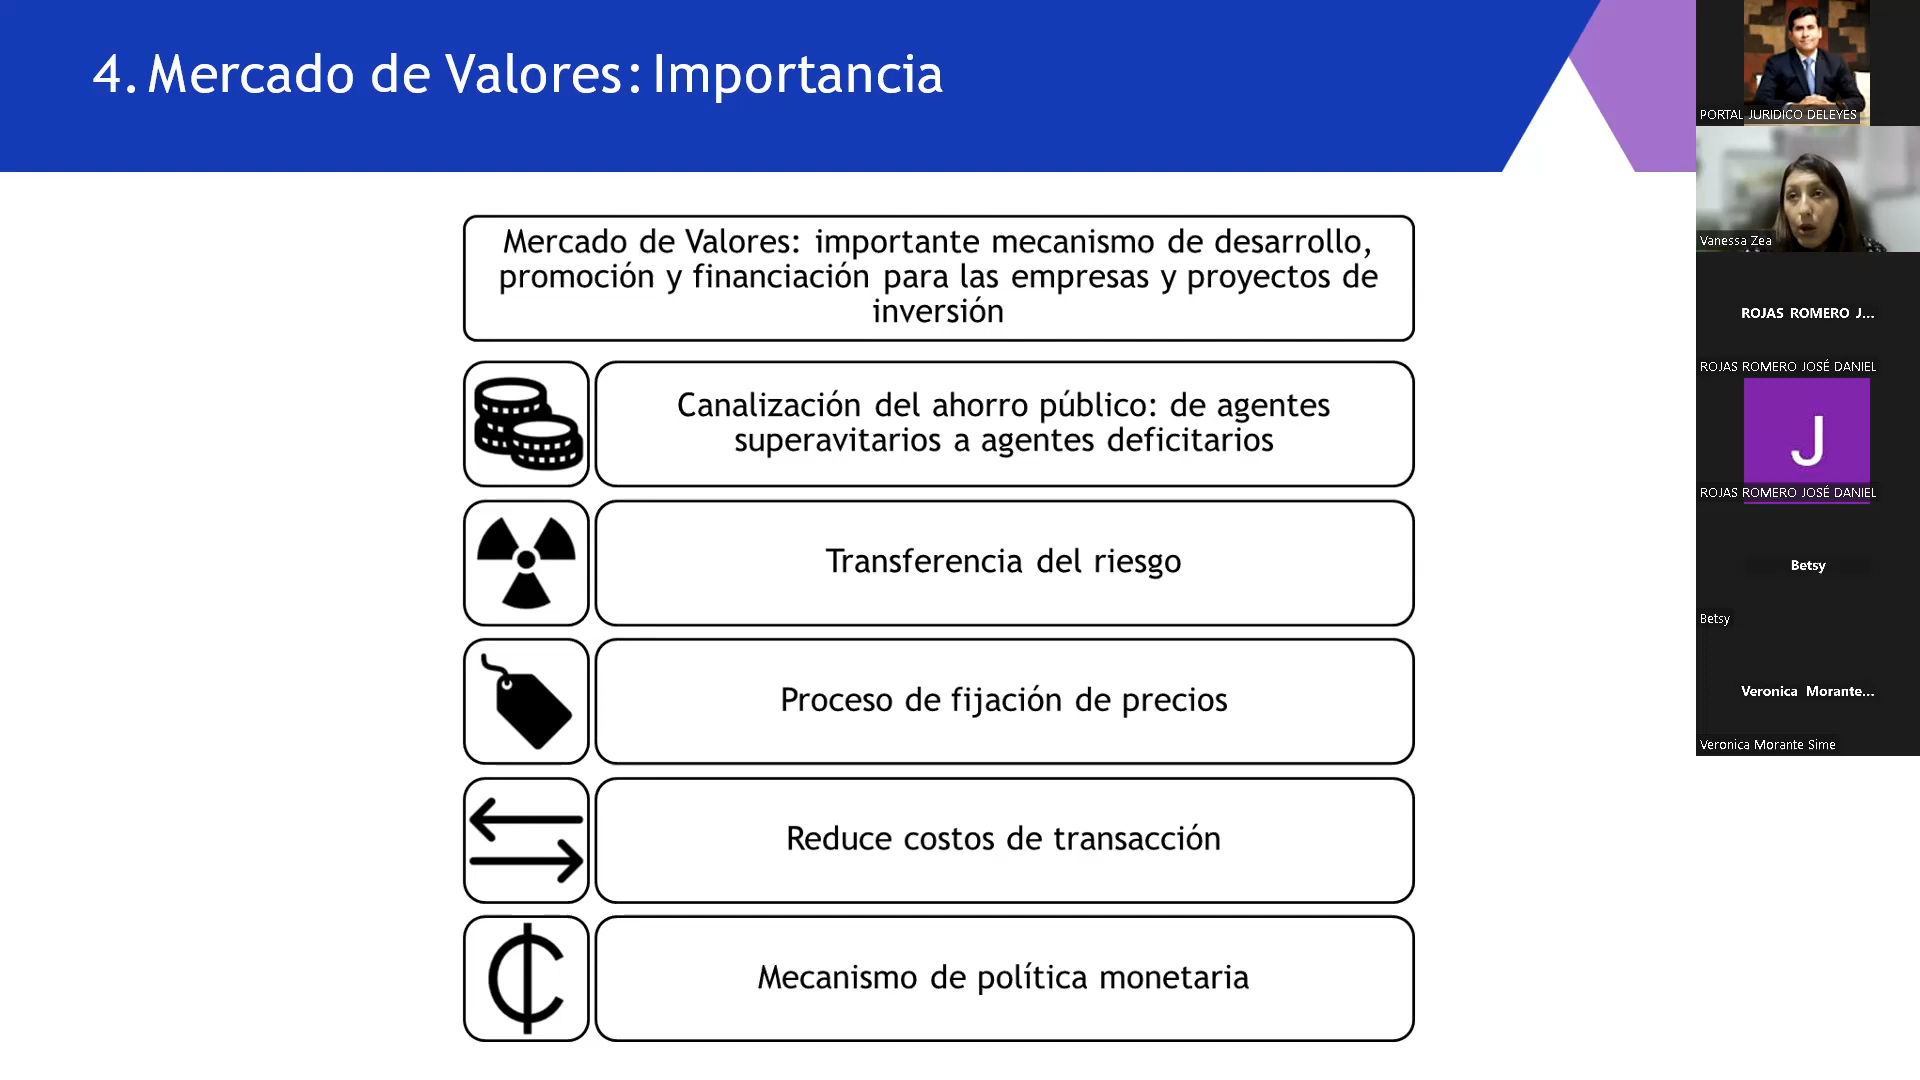 4. Mercado de Valores: Importancia
Mercado de Valores: importante mecanismo de desarrollo,
promoción y financiación para las empresas y proyectos de
inversión
Canalización del ahorro público: de agentes
superavitarios a agentes deficitarios
Transferencia del riesgo
Proceso de fijación de precios
Reduce costos de transacción
₵
Mecanismo de política monetaria
PORTAL JURIDICO DELEYES
Vanessa Zea
ROJAS ROMERO J...
ROJAS ROMERO JOSÉ DANIEL
J
ROJAS ROMERO JOSÉ DANIEL
Betsy
Betsy
Veronica Morante...
Veronica Morante Sime